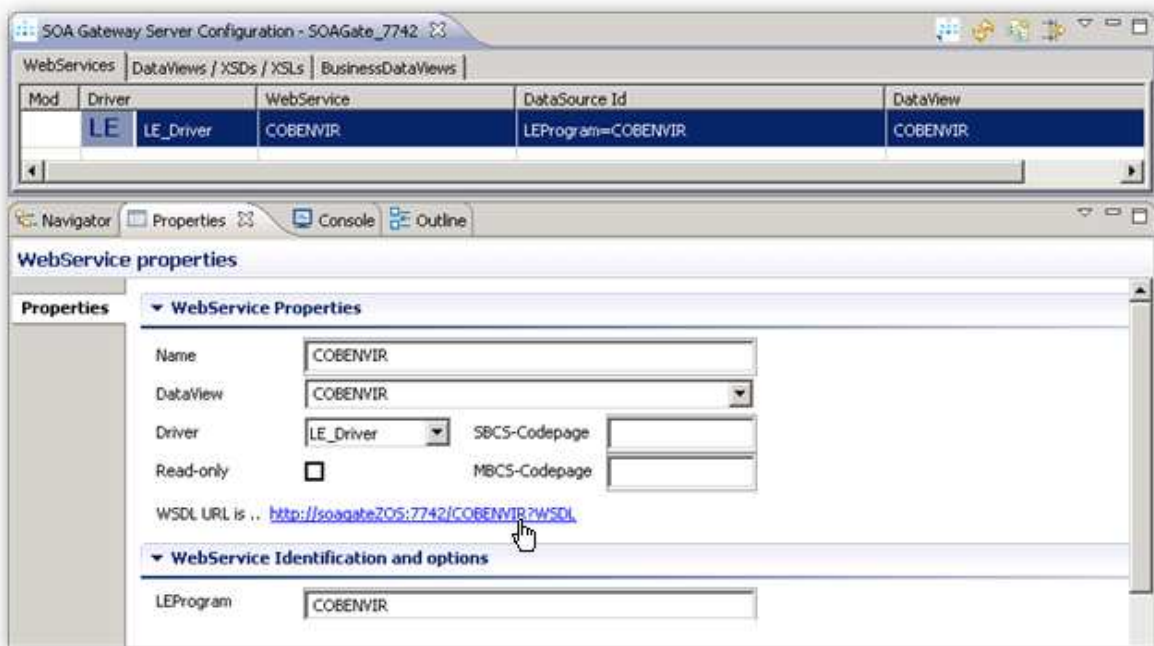 SOA Gateway Server Configuration - SOAGate_7742
WebServices DataViews / XSDs / XSLs BusinessDataViews
Mod Driver WebService DataSource Id DataView
LE LE_Driver COBENVIR LEProgram=COBENVIR COBENVIR
Navigator Properties Console Outline
WebService properties
Properties
WebService Properties
Name COBENVIR
DataView COBENVIR
Driver LE_Driver SBCS-Codepage
Read-only MBCS-Codepage
WSDL URL is .. http://soagateZOS:7742/COBENVIR?WSDL
WebService Identification and options
LEProgram COBENVIR